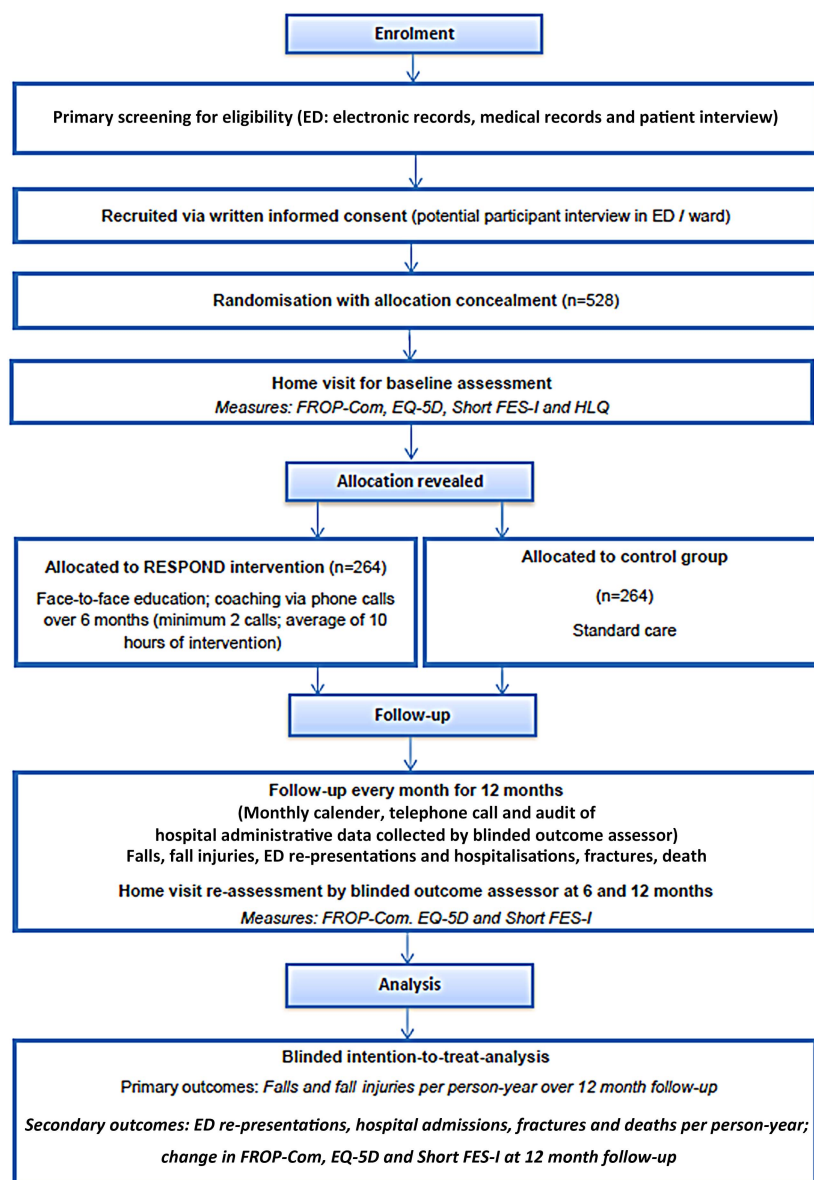 Enrolment
Primary screening for eligibility (ED: electronic records, medical records and patient interview)
Recruited via written informed consent (potential participant interview in ED / ward)
Randomisation with allocation concealment (n=528)
Home visit for baseline assessment
Measures: FROP-Com, EQ-5D, Short FES-I and HLQ
Allocation revealed
Allocated to RESPOND intervention (n=264)
Face-to-face education; coaching via phone calls
over 6 months (minimum 2 calls; average of 10
hours of intervention)
Allocated to control group
(n=264)
Standard care
Follow-up
Follow-up every month for 12 months
(Monthly calender, telephone call and audit of
hospital administrative data collected by blinded outcome assessor)
Falls, fall injuries, ED re-presentations and hospitalisations, fractures, death
Home visit re-assessment by blinded outcome assessor at 6 and 12 months
Measures: FROP-Com. EQ-5D and Short FES-I
Analysis
Blinded intention-to-treat-analysis
Primary outcomes: Falls and fall injuries per person-year over 12 month follow-up
Secondary outcomes: ED re-presentations, hospital admissions, fractures and deaths per person-year;
change in FROP-Com, EQ-5D and Short FES-I at 12 month follow-up